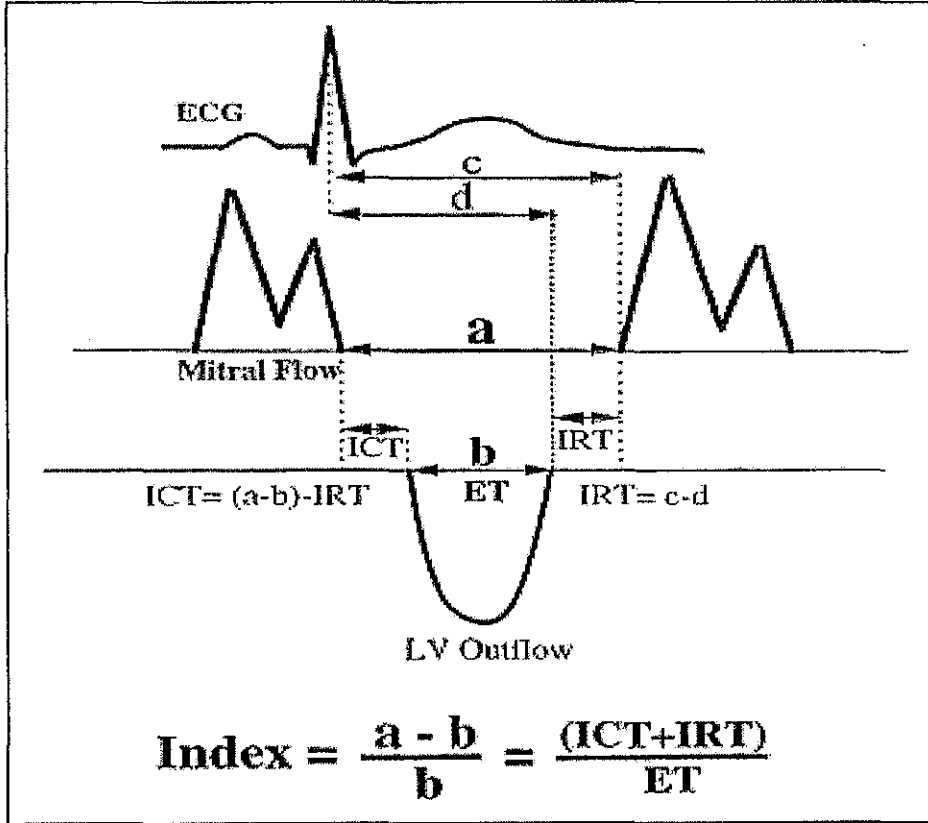 ECG
c
d
a
Mitral Flow
ICT
IRT
b
ICT= (a-b)-IRT
ET
IRT= c-d
LV Outflow
Index = a - b / b = (ICT+IRT) / ET